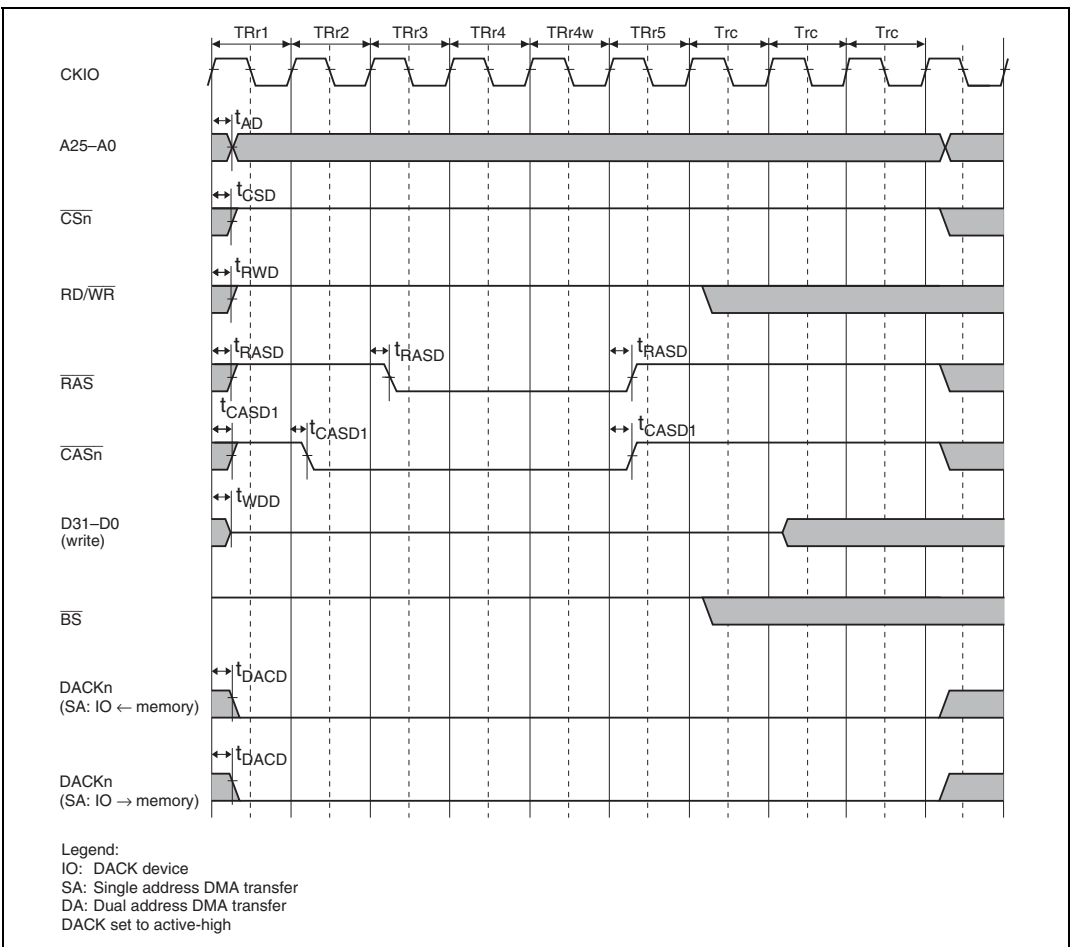 TRr1 TRr2 TRr3 TRr4 TRr4w TRr5 Trc Trc Trc
CKIO
tAD
A25–A0
tCSD
CSn
tRWD
RD/WR
tRASD tRASD tRASD
RAS
tCASD1 tCASD1 tCASD1
CASn
tWDD
D31–D0
(write)
BS
tDACD
DACKn
(SA: IO ← memory)
tDACD
DACKn
(SA: IO → memory)
Legend:
IO: DACK device
SA: Single address DMA transfer
DA: Dual address DMA transfer
DACK set to active-high